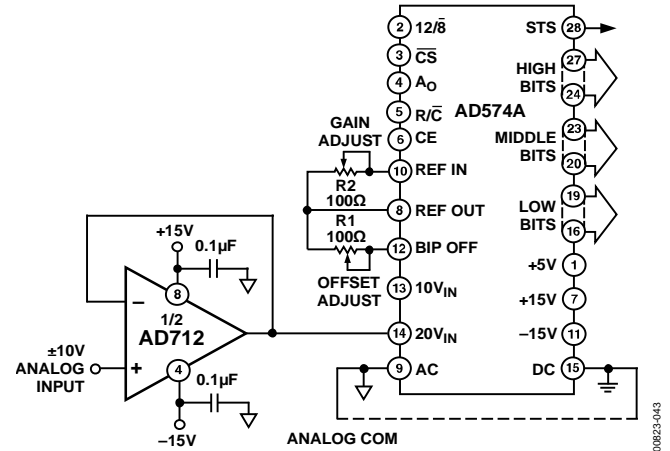 2 12/8̅
3 C̅S̅
4 AO
5 R/C̅
6 CE
10 REF IN
8 REF OUT
12 BIP OFF
13 10VIN
14 20VIN
9 AC
AD574A
STS 28
HIGH BITS
27
24
MIDDLE BITS
23
20
LOW BITS
19
16
+5V 1
+15V 7
–15V 11
DC 15
GAIN
ADJUST
R2
100Ω
R1
100Ω
OFFSET
ADJUST
+15V
0.1µF
8
–
1/2
AD712
+
4
±10V
ANALOG
INPUT
0.1µF
–15V
ANALOG COM
00823-043